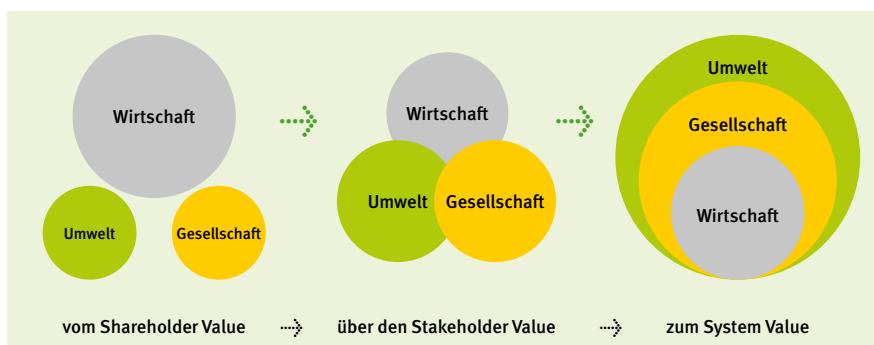 Wirtschaft
Umwelt
Gesellschaft
Wirtschaft
Umwelt
Gesellschaft
Umwelt
Gesellschaft
Wirtschaft
vom Shareholder Value
über den Stakeholder Value
zum System Value